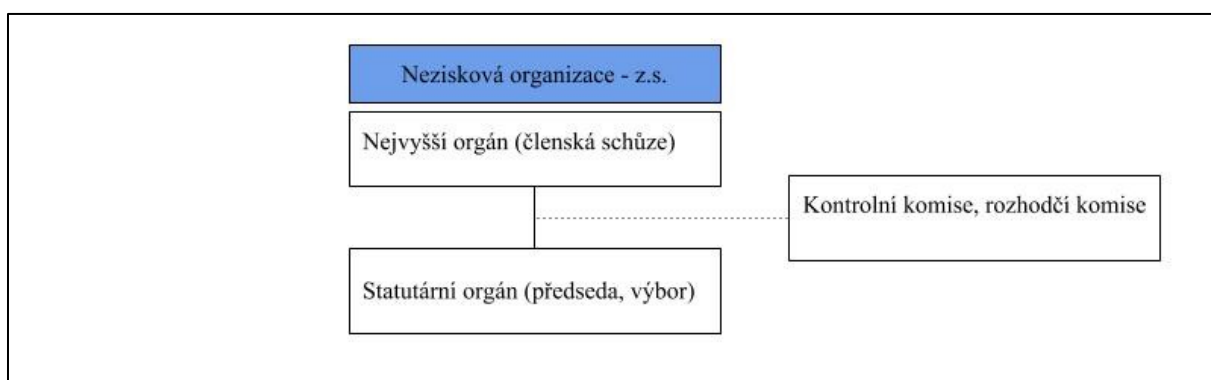 Nezisková organizace - z.s.
Nejvyšší orgán (členská schůze)
Kontrolní komise, rozhodčí komise
Statutární orgán (předseda, výbor)